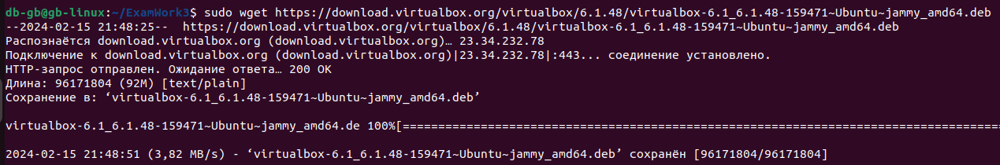 db-gb@gb-linux:~/ExamWork3$ sudo wget https://download.virtualbox.org/virtualbox/6.1.48/virtualbox-6.1_6.1.48-159471~Ubuntu~jammy_amd64.deb
--2024-02-15 21:48:25--  https://download.virtualbox.org/virtualbox/6.1.48/virtualbox-6.1_6.1.48-159471~Ubuntu~jammy_amd64.deb
Распознаётся download.virtualbox.org (download.virtualbox.org)… 23.34.232.78
Подключение к download.virtualbox.org (download.virtualbox.org)|23.34.232.78|:443... соединение установлено.
HTTP-запрос отправлен. Ожидание ответа… 200 OK
Длина: 96171804 (92M) [text/plain]
Сохранение в: ‘virtualbox-6.1_6.1.48-159471~Ubuntu~jammy_amd64.deb’
virtualbox-6.1_6.1.48-159471~Ubuntu~jammy_amd64.de 100%[=====================================================================================
2024-02-15 21:48:51 (3,82 MB/s) - ‘virtualbox-6.1_6.1.48-159471~Ubuntu~jammy_amd64.deb’ сохранён [96171804/96171804]